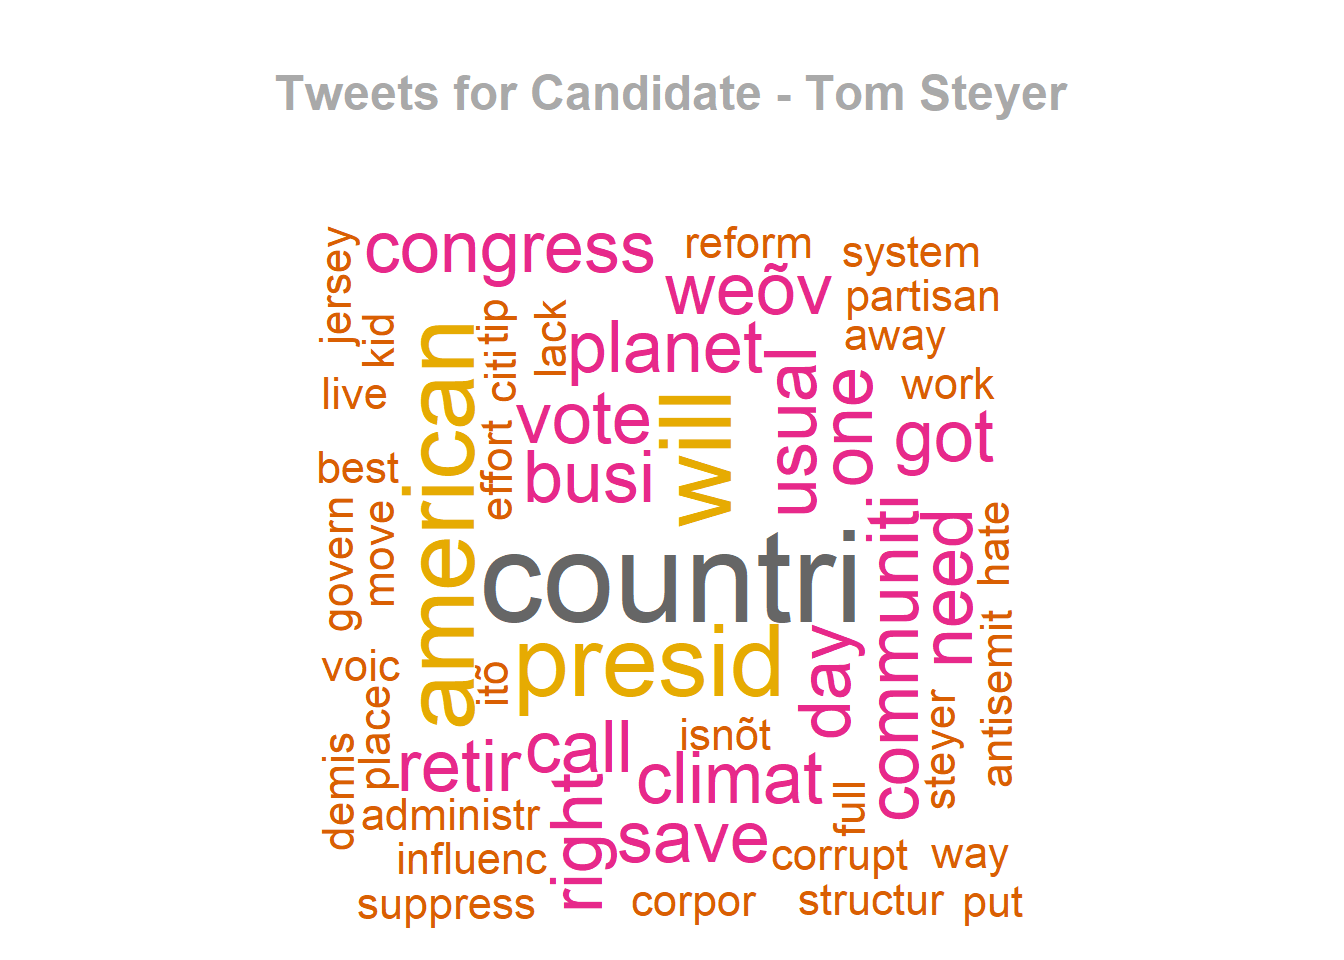 Tweets for Candidate - Tom Steyer
jersey
congress
reform
system
weõv
partisan
kid
tip
lack
planet
away
american
citi
usual
one
work
live
vote
will
got
best
effort
busi
govern
move
countri
communiti
need
hate
voic
itõ
presid
day
antisemit
place
demis
retir
call
isnõt
climat
steyer
administr
right
save
full
influenc
corrupt
way
suppress
corpor
structur
put